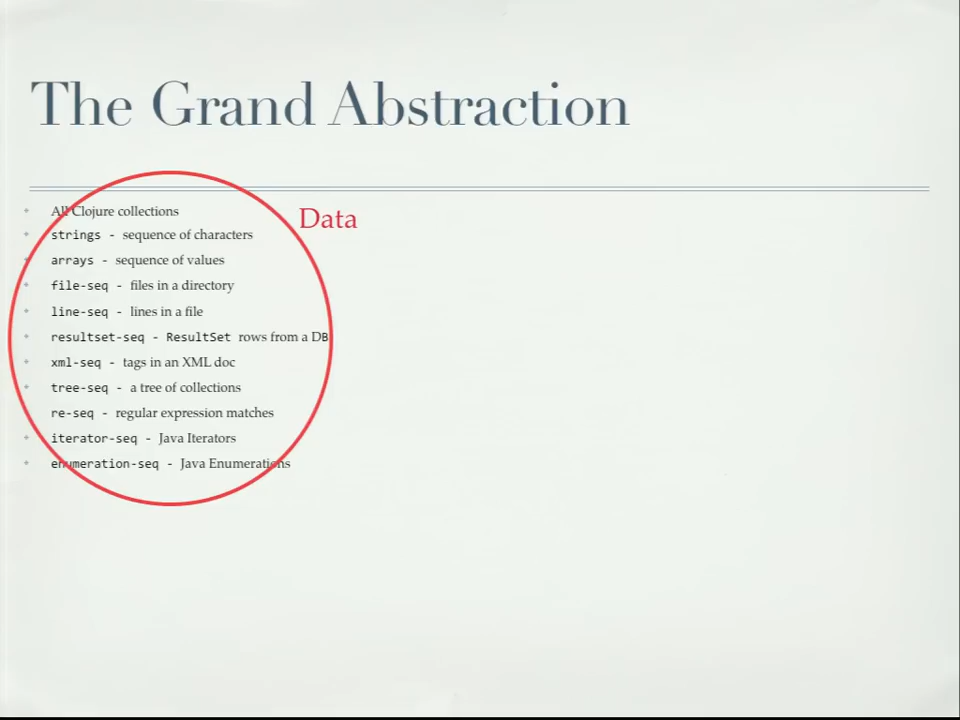 The Grand Abstraction
All Clojure collections
Data
strings - sequence of characters
arrays - sequence of values
file-seq - files in a directory
line-seq - lines in a file
resultset-seq - ResultSet rows from a DB
xml-seq - tags in an XML doc
tree-seq - a tree of collections
re-seq - regular expression matches
iterator-seq - Java Iterators
enumeration-seq - Java Enumerations